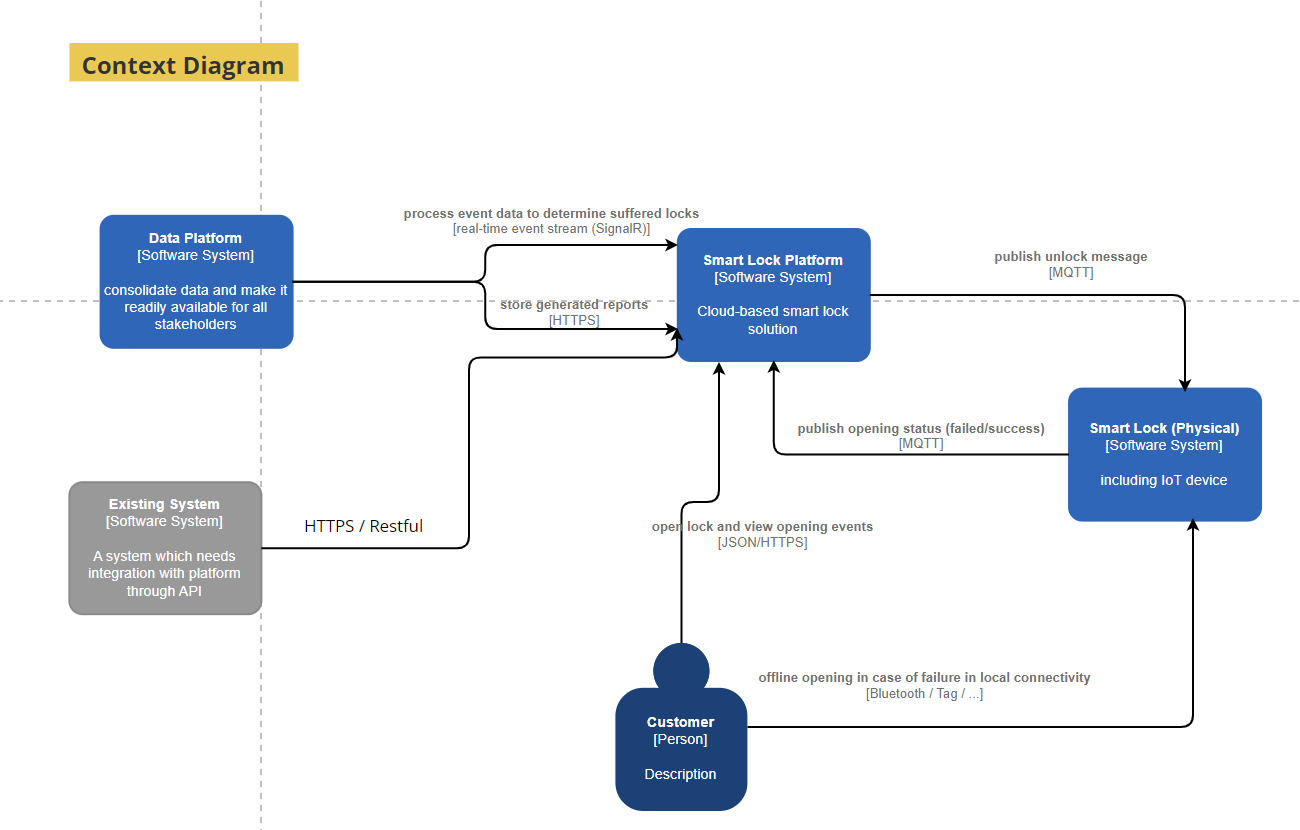 Context Diagram
process event data to determine suffered locks
[real-time event stream (SignalR)]
Data Platform
[Software System]
consolidate data and make it
readily available for all
stakeholders
store generated reports
[HTTPS]
Smart Lock Platform
[Software System]
Cloud-based smart lock
solution
publish unlock message
[MQTT]
publish opening status (failed/success)
[MQTT]
Smart Lock (Physical)
[Software System]
including IoT device
Existing System
[Software System]
A system which needs
integration with platform
through API
HTTPS / Restful
open lock and view opening events
[JSON/HTTPS]
offline opening in case of failure in local connectivity
[Bluetooth / Tag / ...]
Customer
[Person]
Description